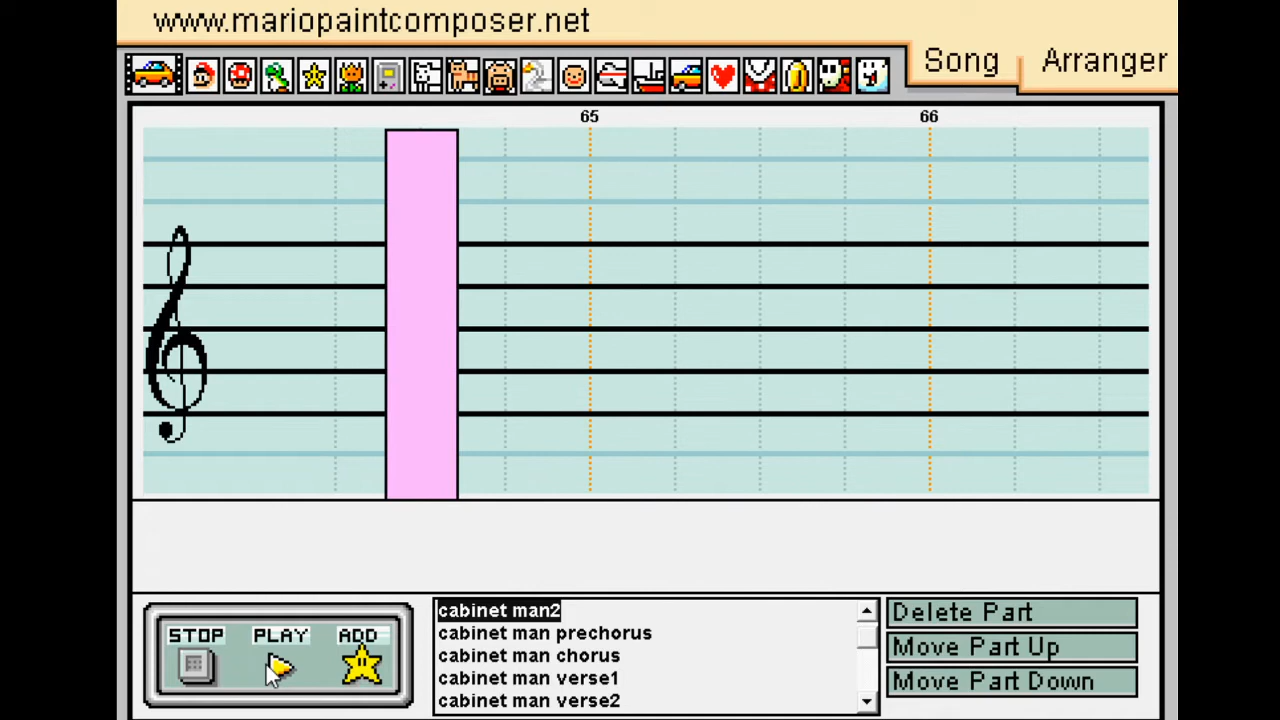 www.mariopaintcomposer.net
Song Arranger
65 66
STOP PLAY ADD
cabinet man2
cabinet man prechorus
cabinet man chorus
cabinet man verse1
cabinet man verse2
Delete Part
Move Part Up
Move Part Down